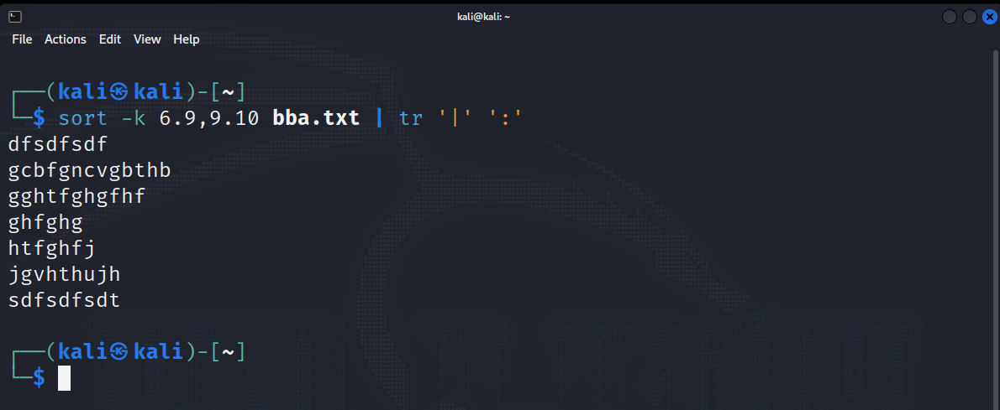 kali@kali: ~
File Actions Edit View Help
┌──(kali㉿kali)-[~]
└─$ sort -k 6.9,9.10 bba.txt | tr '|' ':'
dfsdfsdf
gcbfgncvgbthb
gghtfghgfhf
ghfghg
htfghfj
jgvhthujh
sdfsdfsdt
┌──(kali㉿kali)-[~]
└─$